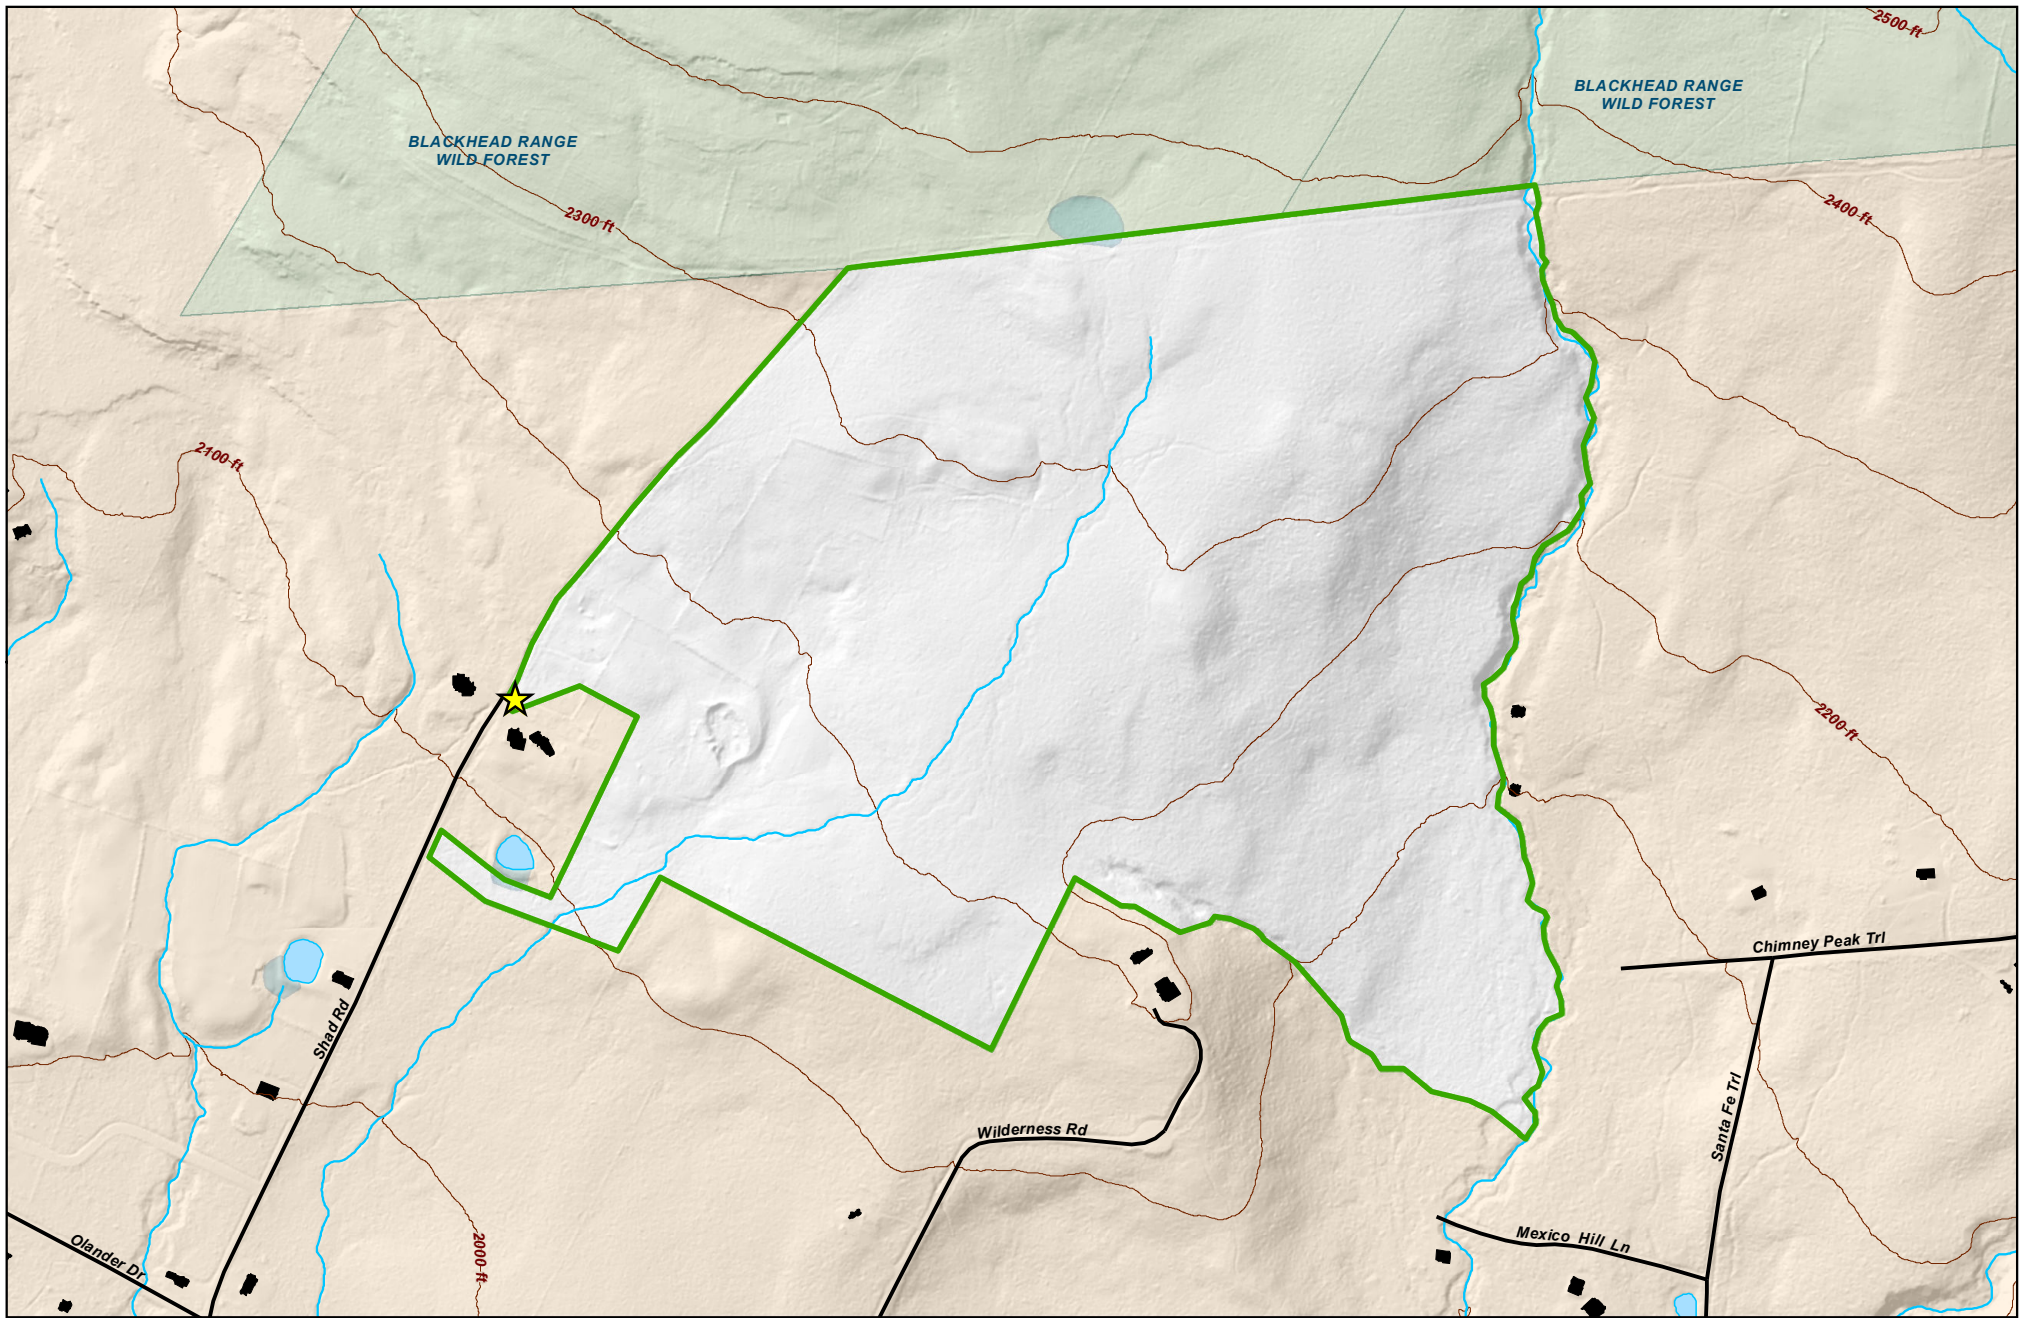 2500-ft
BLACKHEAD RANGE
WILD FOREST
BLACKHEAD RANGE
WILD FOREST
2300-ft
2400-ft
2100-ft
2200-ft
Chimney Peak Trl
Shad Rd
Santa Fe Trl
Wilderness Rd
Mexico Hill Ln
Olander Dr
2000-ft